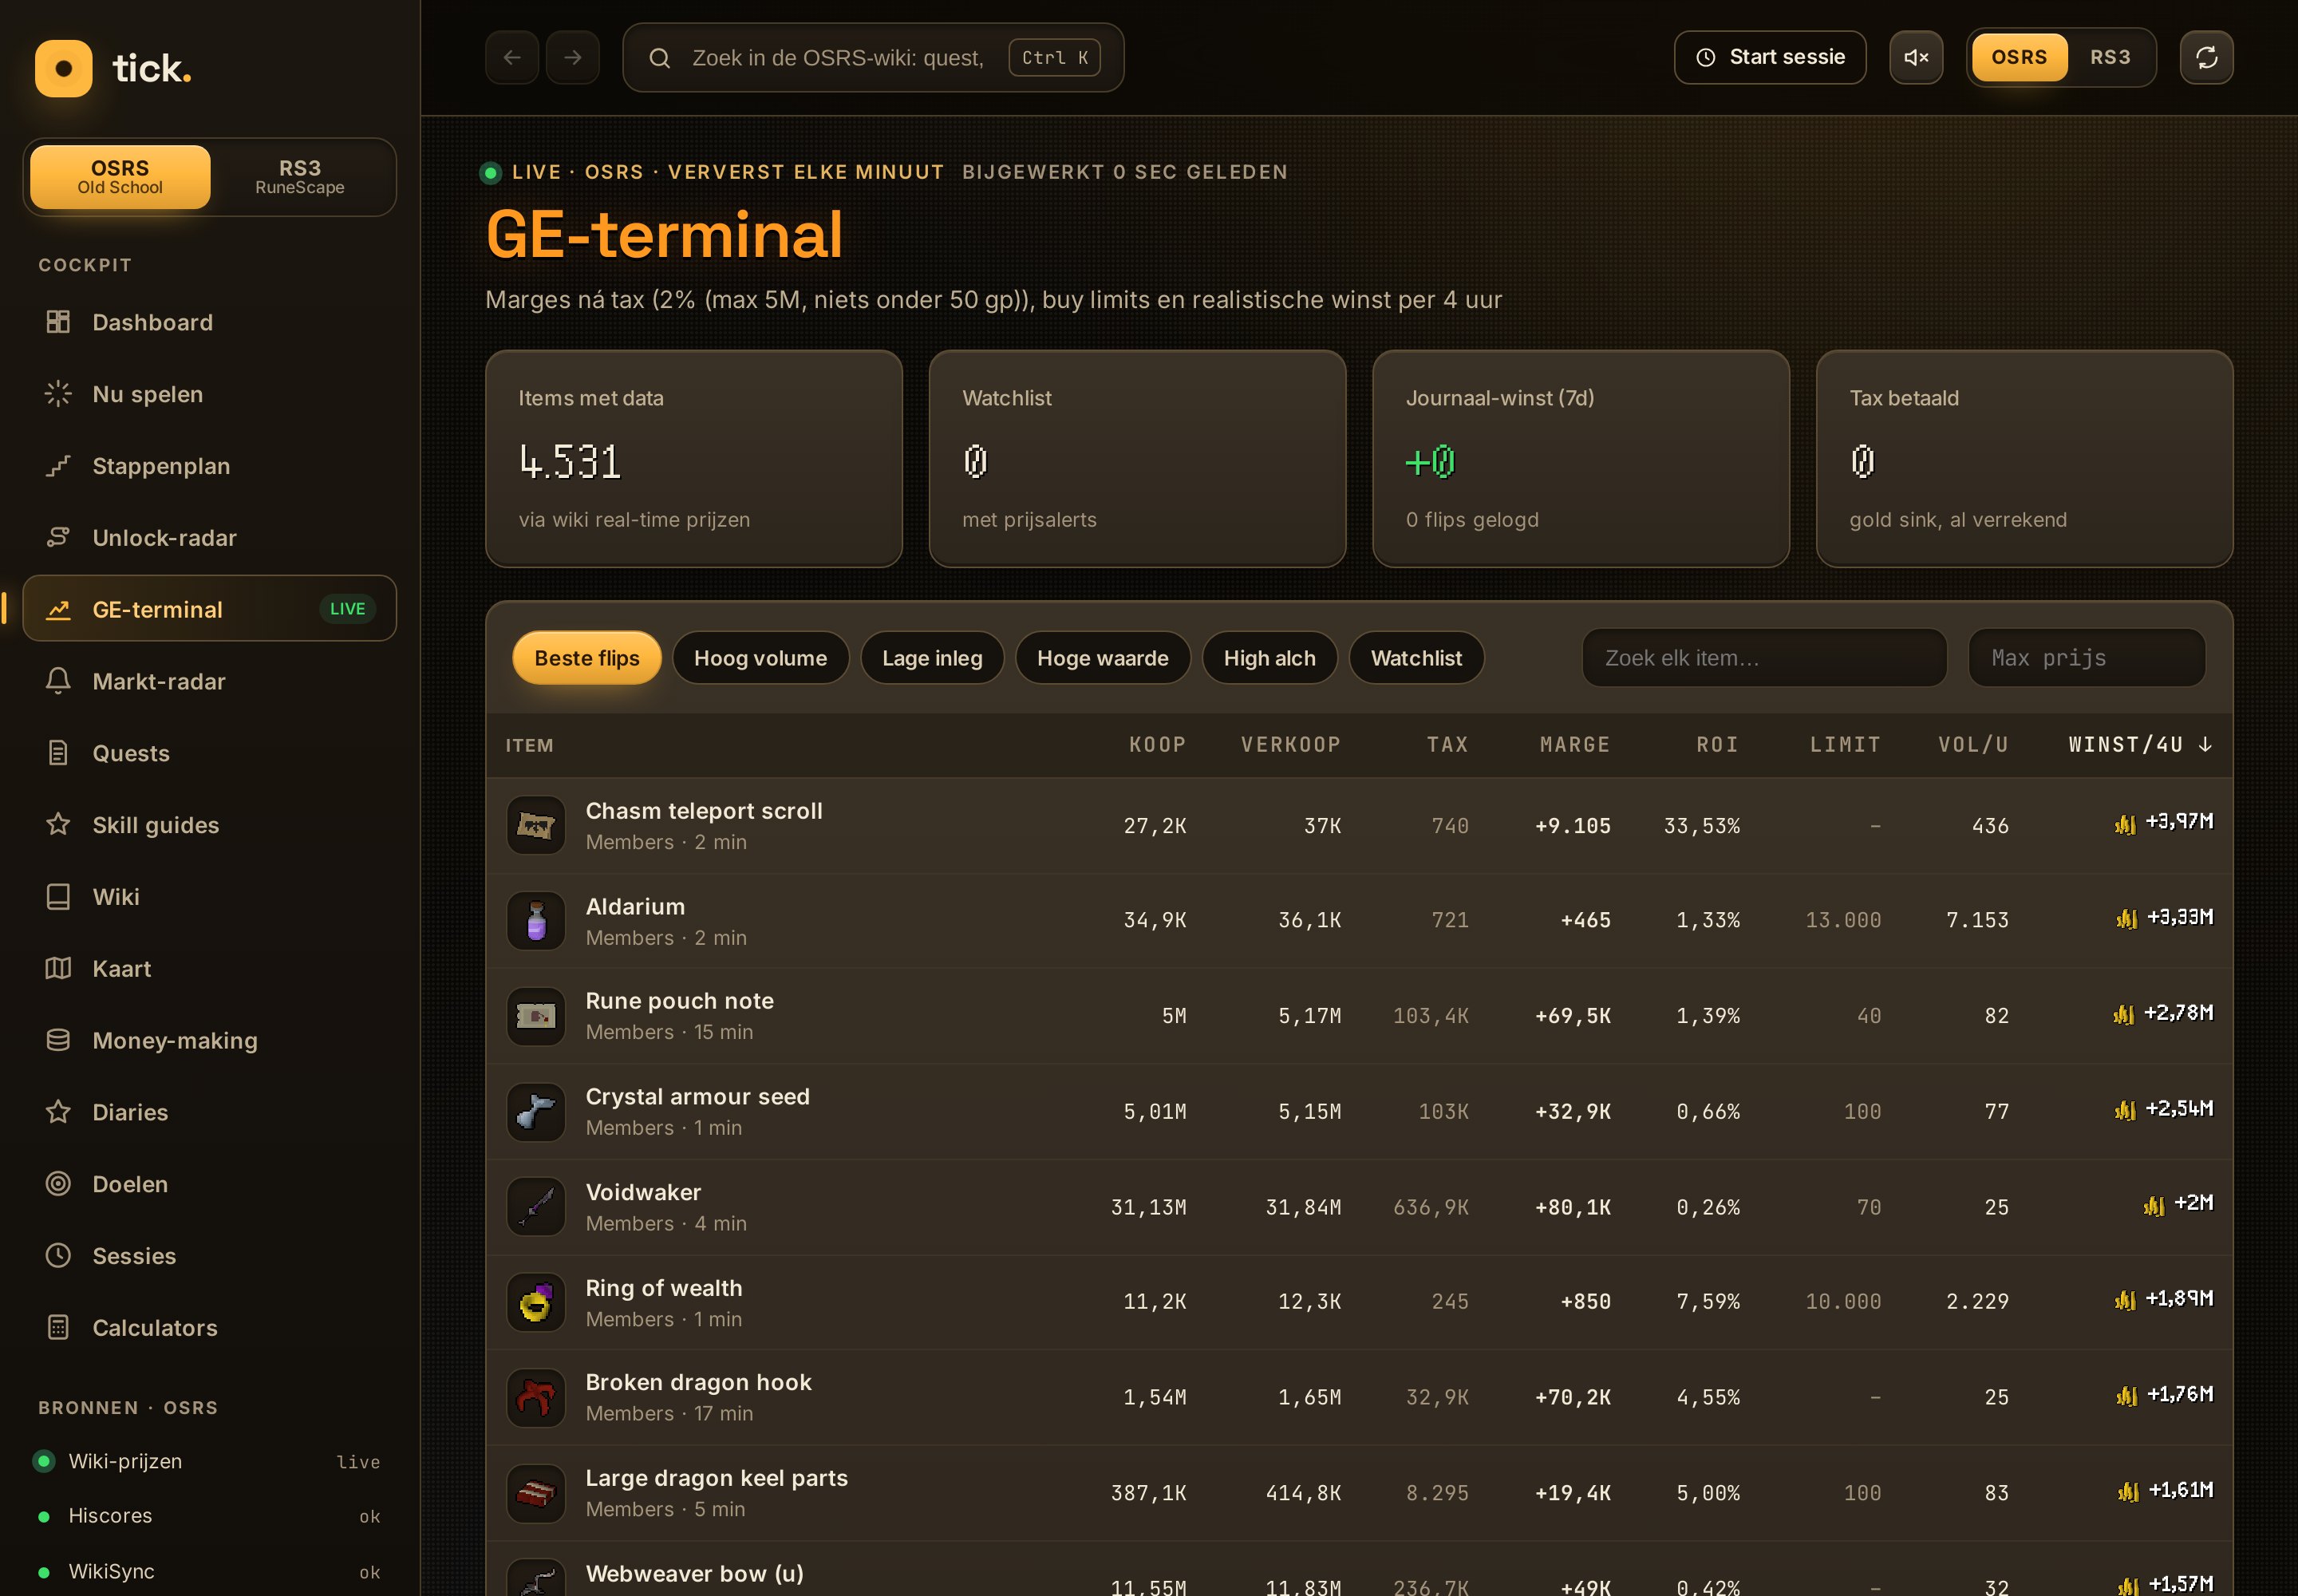 tick.
OSRS
Old School
RS3
RuneScape
COCKPIT
Dashboard
Nu spelen
Stappenplan
Unlock-radar
GE-terminal LIVE
Markt-radar
Quests
Skill guides
Wiki
Kaart
Money-making
Diaries
Doelen
Sessies
Calculators
BRONNEN · OSRS
Wiki-prijzen live
Hiscores ok
WikiSync ok
Zoek in de OSRS-wiki: quest, Ctrl K
Start sessie
OSRS RS3
LIVE · OSRS · VERVERST ELKE MINUUT BIJGEWERKT 0 SEC GELEDEN
GE-terminal
Marges ná tax (2% (max 5M, niets onder 50 gp)), buy limits en realistische winst per 4 uur
Items met data
4.531
via wiki real-time prijzen
Watchlist
0
met prijsalerts
Journaal-winst (7d)
+0
0 flips gelogd
Tax betaald
0
gold sink, al verrekend
Beste flips Hoog volume Lage inleg Hoge waarde High alch Watchlist Zoek elk item… Max prijs
ITEM KOOP VERKOOP TAX MARGE ROI LIMIT VOL/U WINST/4U ↓
Chasm teleport scroll
Members · 2 min
27,2K 37K 740 +9.105 33,53% – 436 +3,97M
Aldarium
Members · 2 min
34,9K 36,1K 721 +465 1,33% 13.000 7.153 +3,33M
Rune pouch note
Members · 15 min
5M 5,17M 103,4K +69,5K 1,39% 40 82 +2,78M
Crystal armour seed
Members · 1 min
5,01M 5,15M 103K +32,9K 0,66% 100 77 +2,54M
Voidwaker
Members · 4 min
31,13M 31,84M 636,9K +80,1K 0,26% 70 25 +2M
Ring of wealth
Members · 1 min
11,2K 12,3K 245 +850 7,59% 10.000 2.229 +1,89M
Broken dragon hook
Members · 17 min
1,54M 1,65M 32,9K +70,2K 4,55% – 25 +1,76M
Large dragon keel parts
Members · 5 min
387,1K 414,8K 8.295 +19,4K 5,00% 100 83 +1,61M
Webweaver bow (u)
11,55M 11,83M 236,7K +49K 0,42% – 32 +1,57M